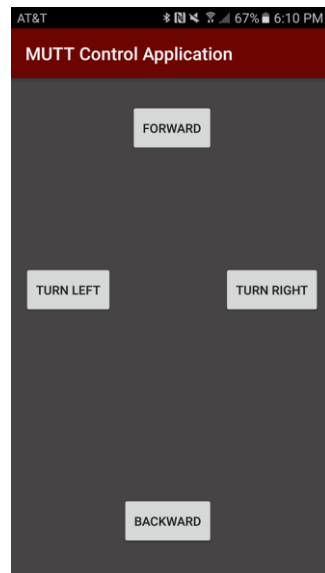 AT&T 67% 6:10 PM
MUTT Control Application
FORWARD
TURN LEFT TURN RIGHT
BACKWARD